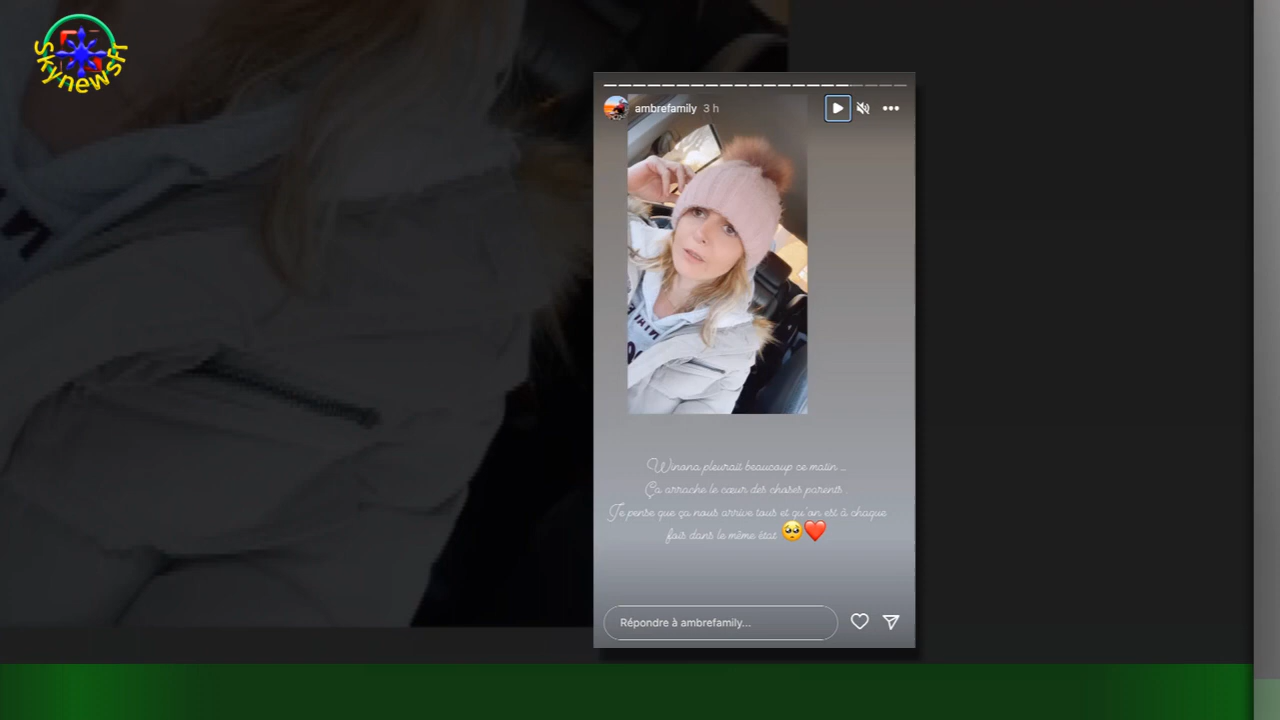 SkynewsFr
ambrefamily 3 h
Winona pleurait beaucoup ce matin ...
Ça arrache le cœur des choses parents .
Je pense que ça nous arrive tous et qu'on est à chaque
fois dans le même état 🥺❤️
Répondre à ambrefamily...